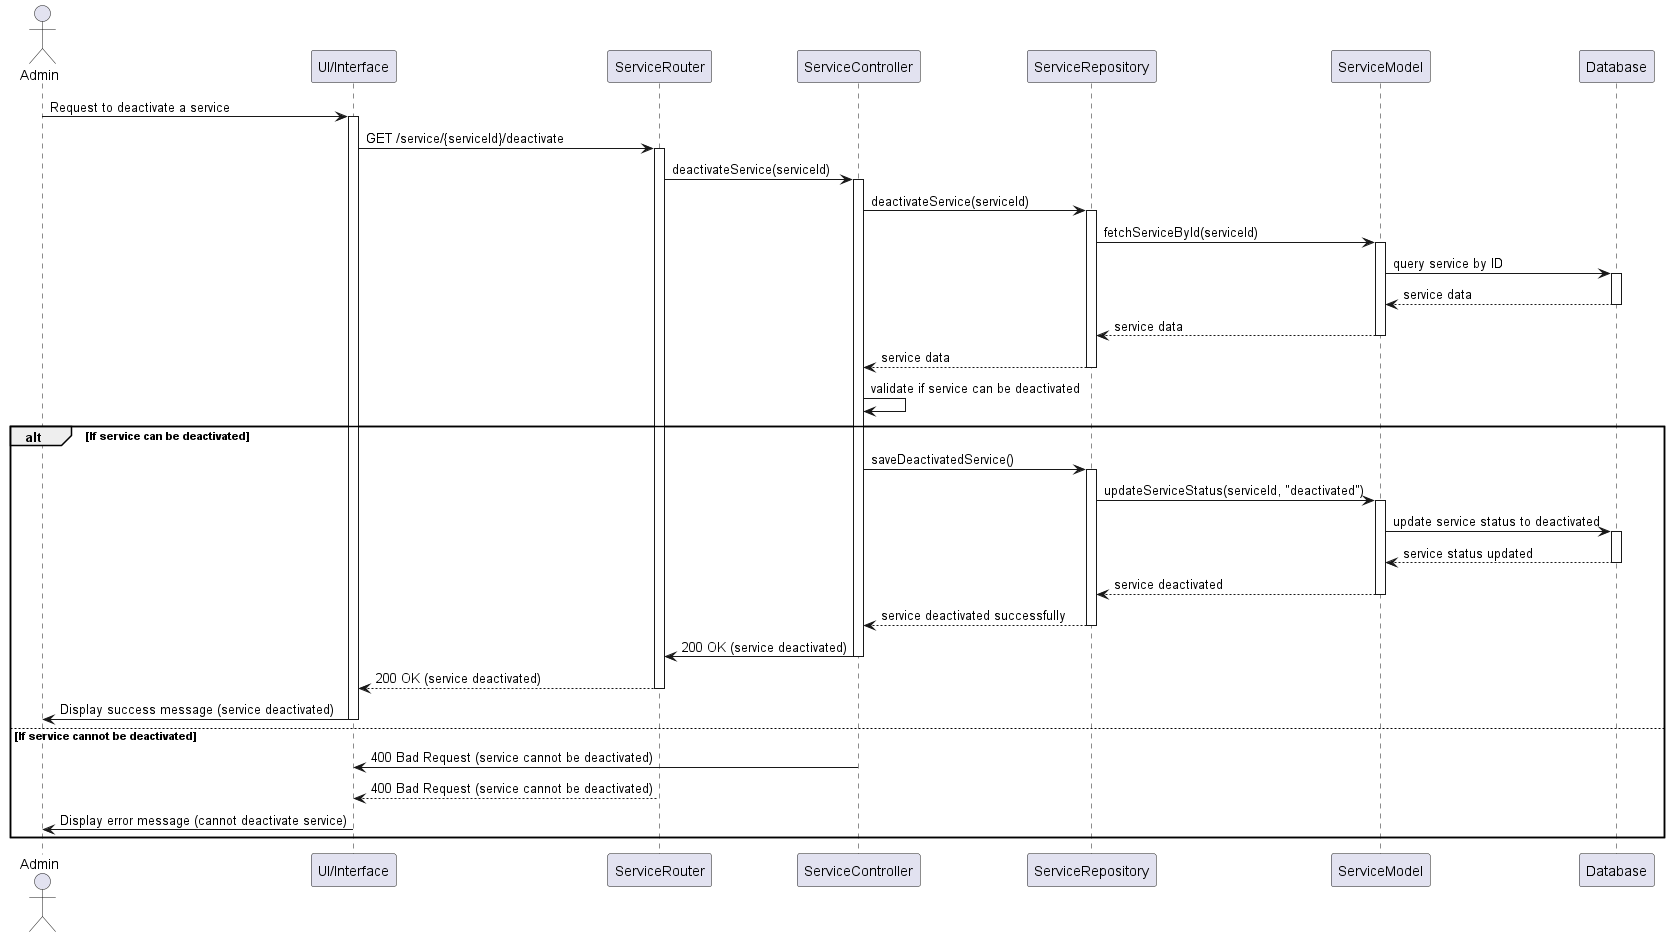 Admin
UI/Interface
ServiceRouter
ServiceController
ServiceRepository
ServiceModel
Database
Request to deactivate a service
GET /service/{serviceId}/deactivate
deactivateService(serviceId)
deactivateService(serviceId)
fetchServiceById(serviceId)
query service by ID
service data
service data
service data
validate if service can be deactivated
alt
[If service can be deactivated]
saveDeactivatedService()
updateServiceStatus(serviceId, "deactivated")
update service status to deactivated
service status updated
service deactivated
service deactivated successfully
200 OK (service deactivated)
200 OK (service deactivated)
Display success message (service deactivated)
[If service cannot be deactivated]
400 Bad Request (service cannot be deactivated)
400 Bad Request (service cannot be deactivated)
Display error message (cannot deactivate service)
Admin
UI/Interface
ServiceRouter
ServiceController
ServiceRepository
ServiceModel
Database